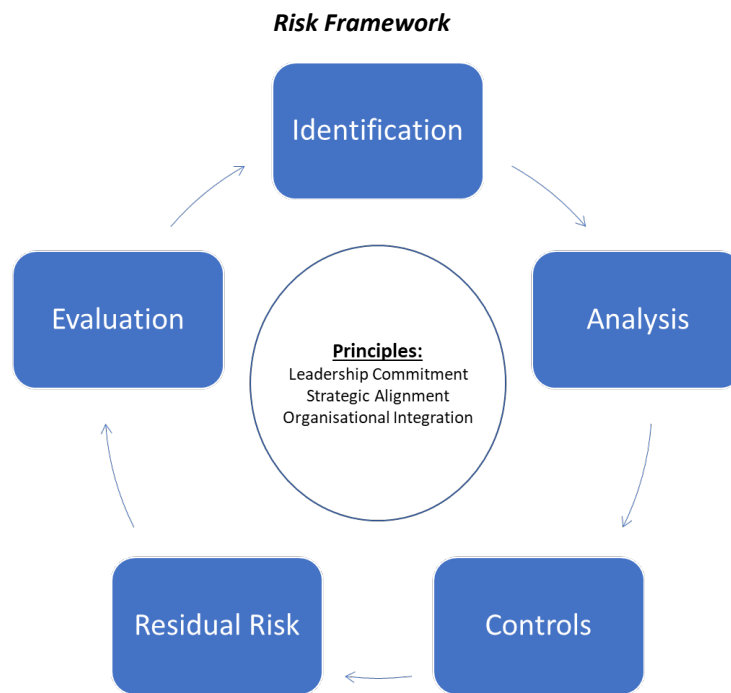 Risk Framework
Identification
Evaluation
Analysis
Principles:
Leadership Commitment
Strategic Alignment
Organisational Integration
Residual Risk
Controls